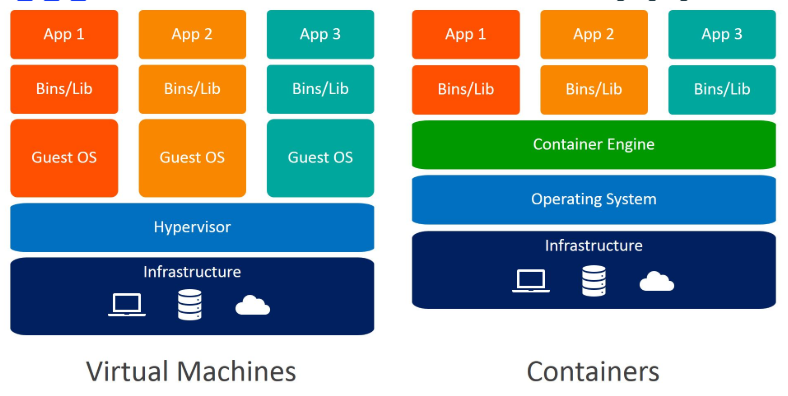 App 1
App 2
App 3
Bins/Lib
Bins/Lib
Bins/Lib
Guest OS
Guest OS
Guest OS
Hypervisor
Infrastructure
Virtual Machines
App 1
App 2
App 3
Bins/Lib
Bins/Lib
Bins/Lib
Container Engine
Operating System
Infrastructure
Containers